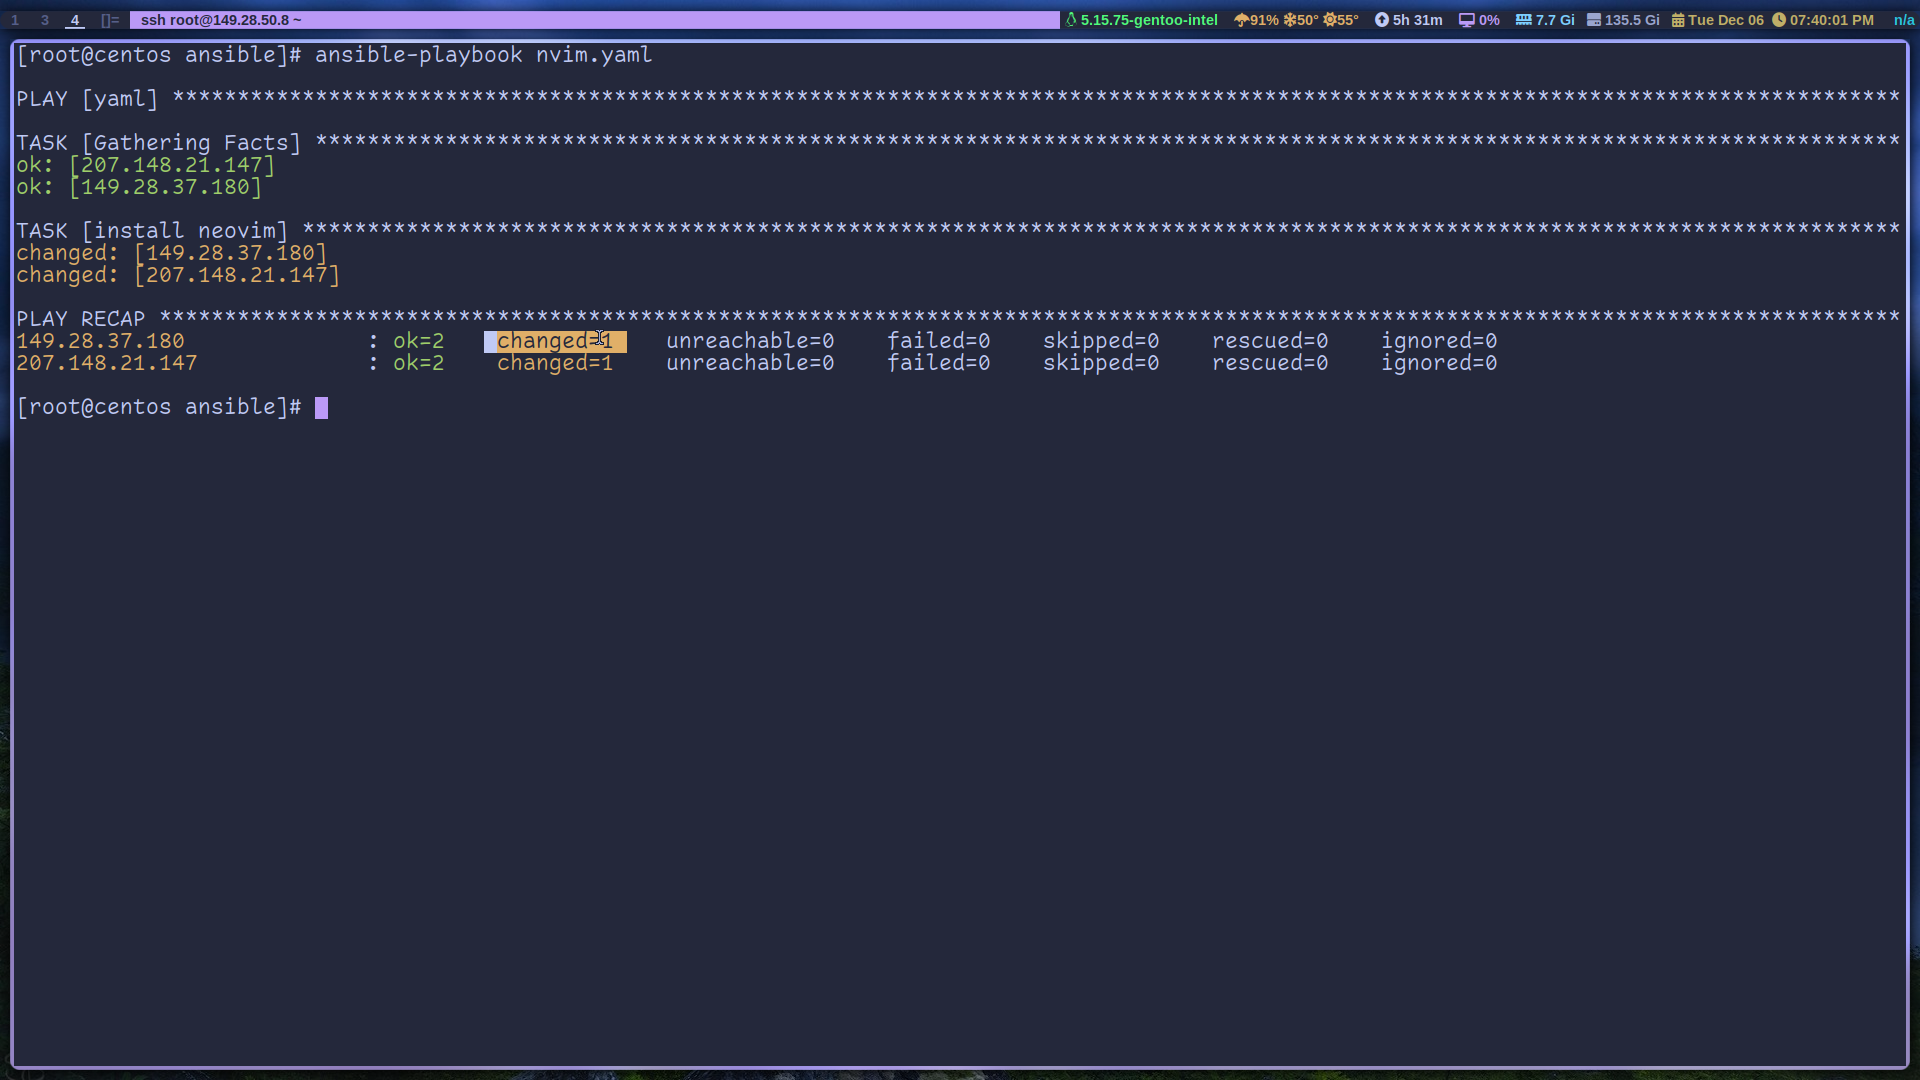 1 3 4 []= ssh root@149.28.50.8 ~ 5.15.75-gentoo-intel 91% 50° 55° 5h 31m 0% 7.7 Gi 135.5 Gi Tue Dec 06 07:40:01 PM n/a
[root@centos ansible]# ansible-playbook nvim.yaml
PLAY [yaml] *************************************************************************************************************************************
TASK [Gathering Facts] **************************************************************************************************************************
ok: [207.148.21.147]
ok: [149.28.37.180]
TASK [install neovim] ***************************************************************************************************************************
changed: [149.28.37.180]
changed: [207.148.21.147]
PLAY RECAP **************************************************************************************************************************************
149.28.37.180              : ok=2    changed=1    unreachable=0    failed=0    skipped=0    rescued=0    ignored=0
207.148.21.147             : ok=2    changed=1    unreachable=0    failed=0    skipped=0    rescued=0    ignored=0
[root@centos ansible]#